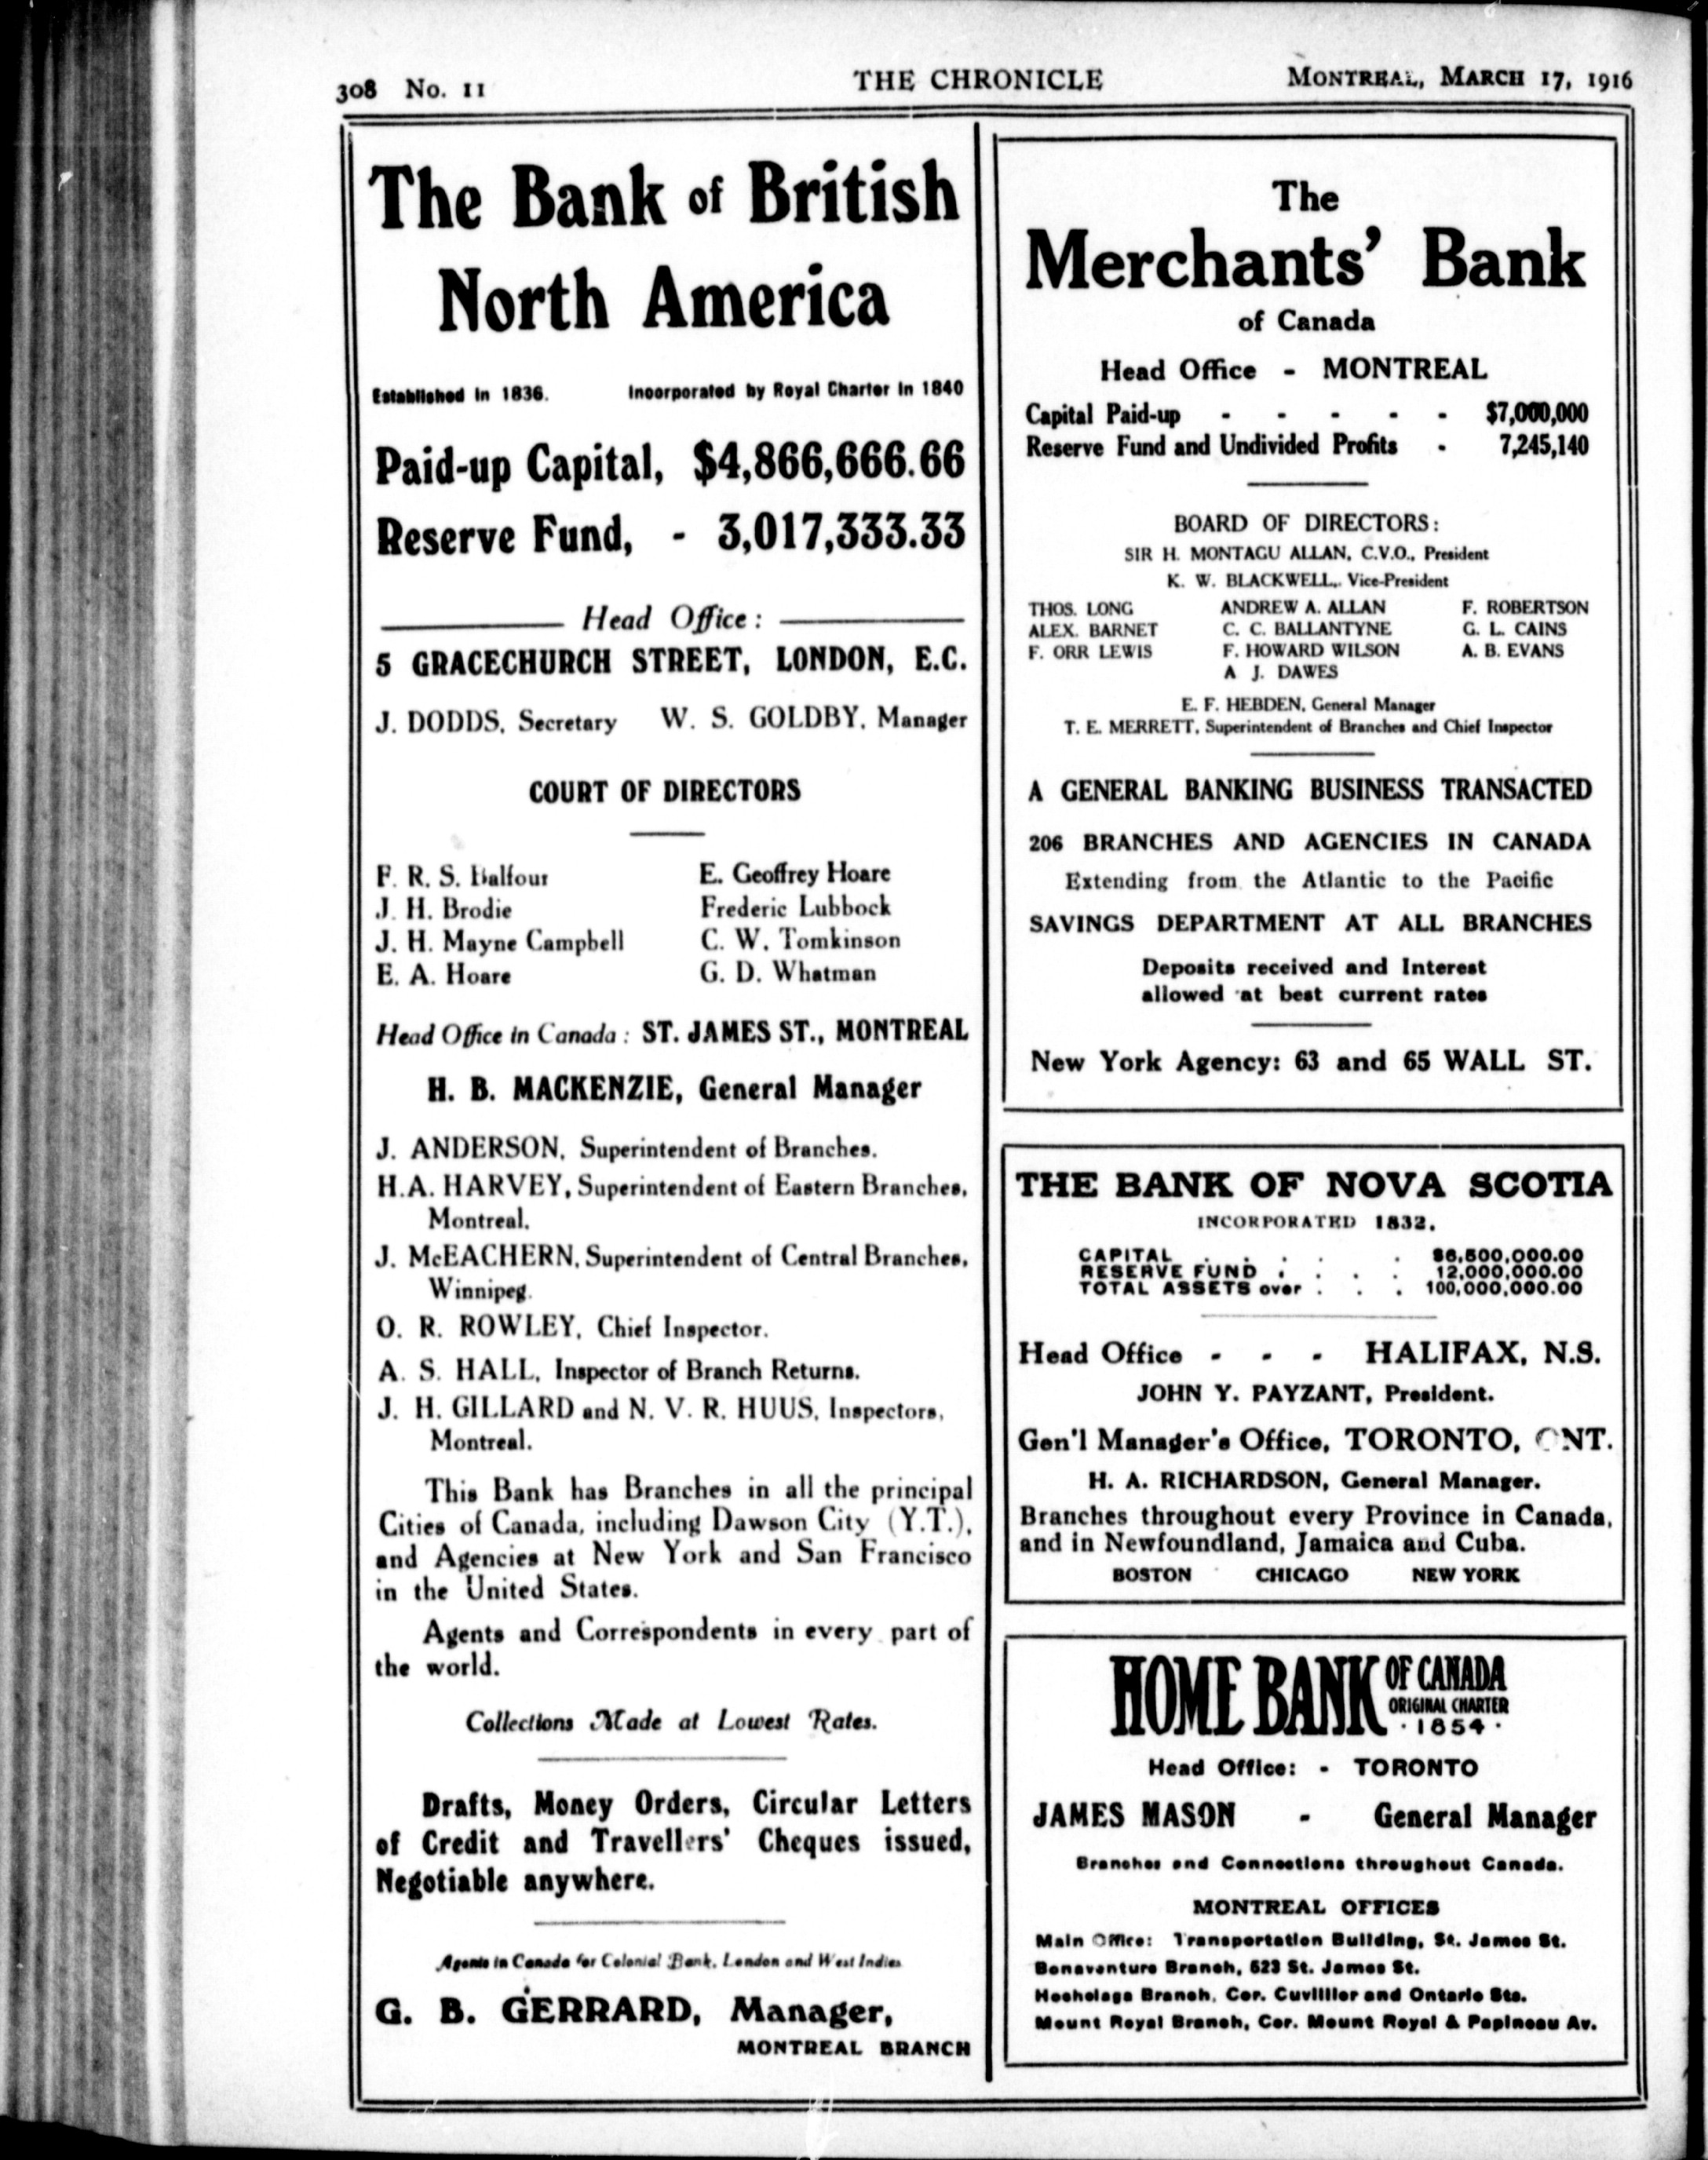 308 No. 11
THE CHRONICLE
MONTREAL, MARCH 17, 1916
The Bank of British
North America
Established in 1836. Incorporated by Royal Charter in 1840
Paid-up Capital, $4,866,666.66
Reserve Fund, - 3,017,333.33
Head Office:
5 GRACECHURCH STREET, LONDON, E.C.
J. DODDS, Secretary W. S. GOLDBY, Manager
COURT OF DIRECTORS
F. R. S. Balfour E. Geoffrey Hoare
J. H. Brodie Frederic Lubbock
J. H. Mayne Campbell C. W. Tomkinson
E. A. Hoare G. D. Whatman
Head Office in Canada: ST. JAMES ST., MONTREAL
H. B. MACKENZIE, General Manager
J. ANDERSON, Superintendent of Branches.
H.A. HARVEY, Superintendent of Eastern Branches,
Montreal.
J. McEACHERN, Superintendent of Central Branches,
Winnipeg.
O. R. ROWLEY, Chief Inspector.
A. S. HALL, Inspector of Branch Returns.
J. H. GILLARD and N. V. R. HUUS, Inspectors,
Montreal.
This Bank has Branches in all the principal
Cities of Canada, including Dawson City (Y.T.),
and Agencies at New York and San Francisco
in the United States.
Agents and Correspondents in every part of
the world.
Collections Made at Lowest Rates.
Drafts, Money Orders, Circular Letters
of Credit and Travellers' Cheques issued,
Negotiable anywhere.
Agents in Canada for Colonial Bank, London and West Indies
G. B. GERRARD, Manager,
MONTREAL BRANCH
The
Merchants' Bank
of Canada
Head Office - MONTREAL
Capital Paid-up - - - - - $7,000,000
Reserve Fund and Undivided Profits - 7,245,140
BOARD OF DIRECTORS:
SIR H. MONTAGU ALLAN, C.V.O., President
K. W. BLACKWELL, Vice-President
THOS. LONG ANDREW A. ALLAN F. ROBERTSON
ALEX. BARNET C. C. BALLANTYNE G. L. CAINS
F. ORR LEWIS F. HOWARD WILSON A. B. EVANS
A J. DAWES
E. F. HEBDEN, General Manager
T. E. MERRETT, Superintendent of Branches and Chief Inspector
A GENERAL BANKING BUSINESS TRANSACTED
206 BRANCHES AND AGENCIES IN CANADA
Extending from the Atlantic to the Pacific
SAVINGS DEPARTMENT AT ALL BRANCHES
Deposits received and Interest
allowed at best current rates
New York Agency: 63 and 65 WALL ST.
THE BANK OF NOVA SCOTIA
INCORPORATED 1832.
CAPITAL . . . . . $6,500,000.00
RESERVE FUND . . . . 12,000,000.00
TOTAL ASSETS over . . . 100,000,000.00
Head Office - - - HALIFAX, N.S.
JOHN Y. PAYZANT, President.
Gen'l Manager's Office, TORONTO, ONT.
H. A. RICHARDSON, General Manager.
Branches throughout every Province in Canada,
and in Newfoundland, Jamaica and Cuba.
BOSTON CHICAGO NEW YORK
HOME BANK OF CANADA
ORIGINAL CHARTER
· 1854 ·
Head Office: - TORONTO
JAMES MASON - General Manager
Branches and Connections throughout Canada.
MONTREAL OFFICES
Main Office: Transportation Building, St. James St.
Bonaventure Branch, 523 St. James St.
Hochelaga Branch, Cor. Cuvillier and Ontario Sts.
Mount Royal Branch, Cor. Mount Royal & Papineau Av.